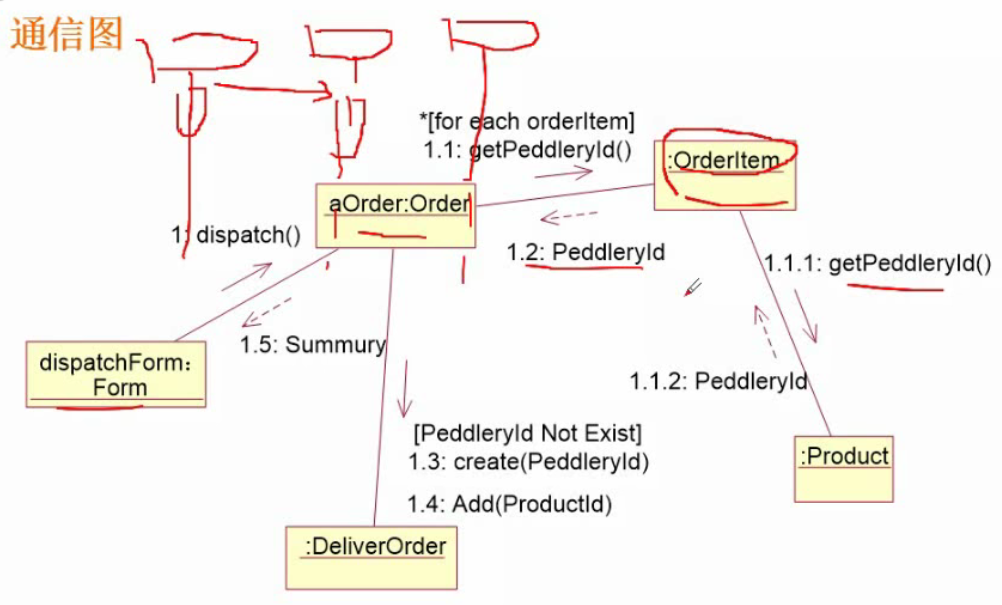 通信图
*[for each orderItem]
1.1: getPeddleryId()
:OrderItem
aOrder:Order
1: dispatch()
1.2: PeddleryId
1.1.1: getPeddleryId()
1.5: Summury
dispatchForm:
Form
1.1.2: PeddleryId
[PeddleryId Not Exist]
1.3: create(PeddleryId)
:Product
1.4: Add(ProductId)
:DeliverOrder